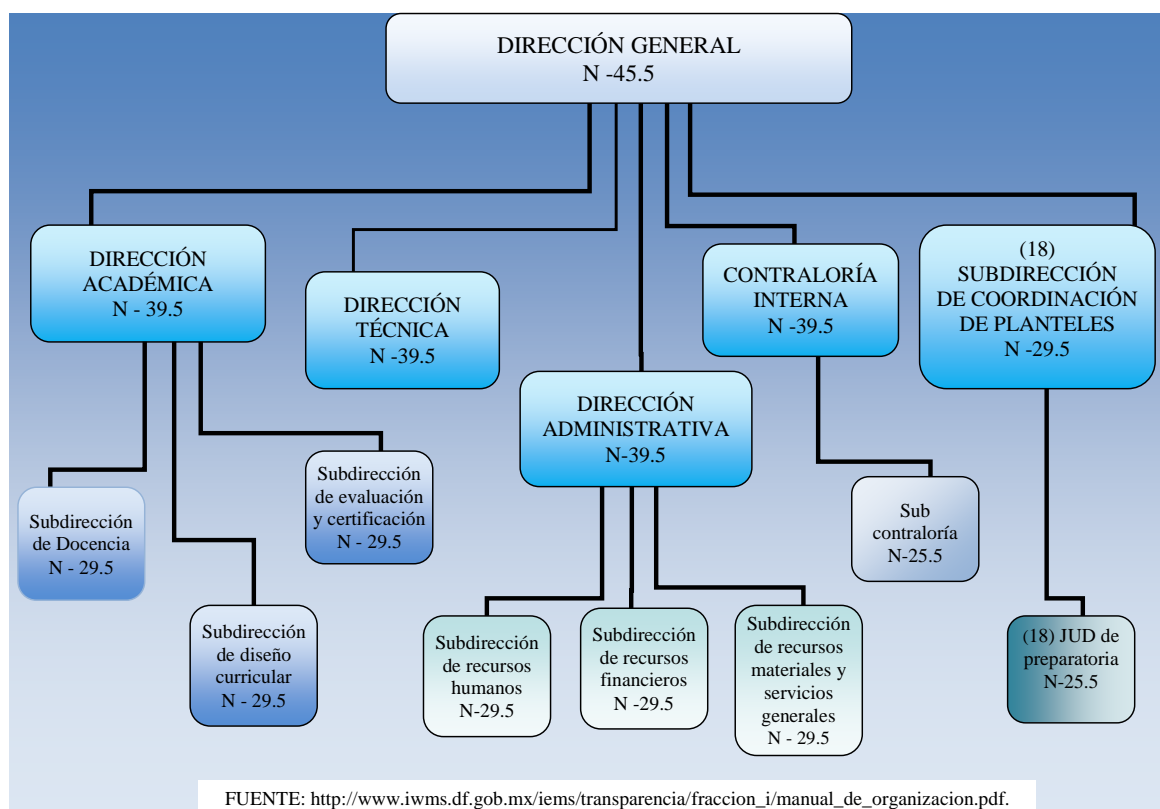 DIRECCIÓN GENERAL
N -45.5
DIRECCIÓN
ACADÉMICA
N - 39.5
DIRECCIÓN
TÉCNICA
N -39.5
DIRECCIÓN
ADMINISTRATIVA
N-39.5
CONTRALORÍA
INTERNA
N -39.5
(18)
SUBDIRECCIÓN
DE COORDINACIÓN
DE PLANTELES
N -29.5
Subdirección
de Docencia
N - 29.5
Subdirección
de diseño
curricular
N - 29.5
Subdirección
de evaluación
y certificación
N - 29.5
Subdirección
de recursos
humanos
N-29.5
Subdirección
de recursos
financieros
N -29.5
Subdirección
de recursos
materiales y
servicios
generales
N - 29.5
Sub
contraloría
N-25.5
(18) JUD de
preparatoria
N-25.5
FUENTE: http://www.iwms.df.gob.mx/iems/transparencia/fraccion_i/manual_de_organizacion.pdf.